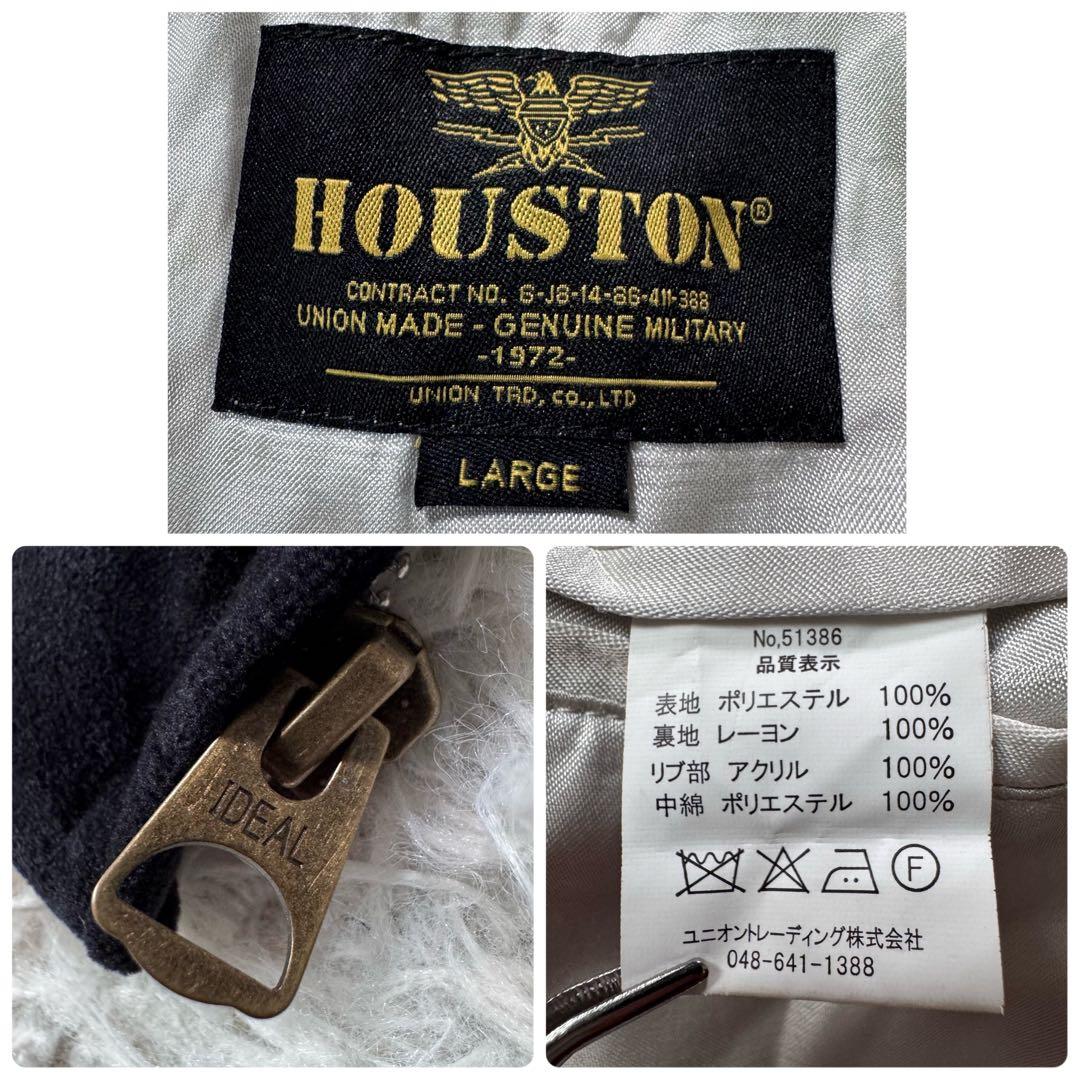 HOUSTON®
CONTRACT NO. 6-J8-14-86-411-388
UNION MADE - GENUINE MILITARY
-1972-
UNION TRD, CO., LTD
LARGE
IDEAL
No,51386
品質表示
表地 ポリエステル 100%
裏地 レーヨン 100%
リブ部 アクリル 100%
中綿 ポリエステル 100%
F
ユニオントレーディング株式会社
048-641-1388